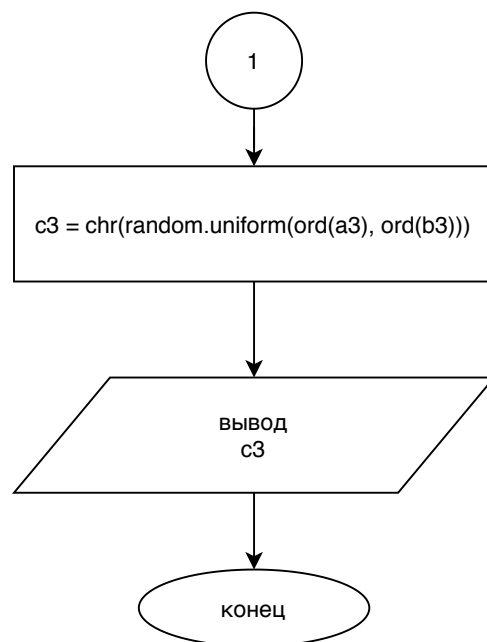 1
c3 = chr(random.uniform(ord(a3), ord(b3)))
вывод
c3
конец